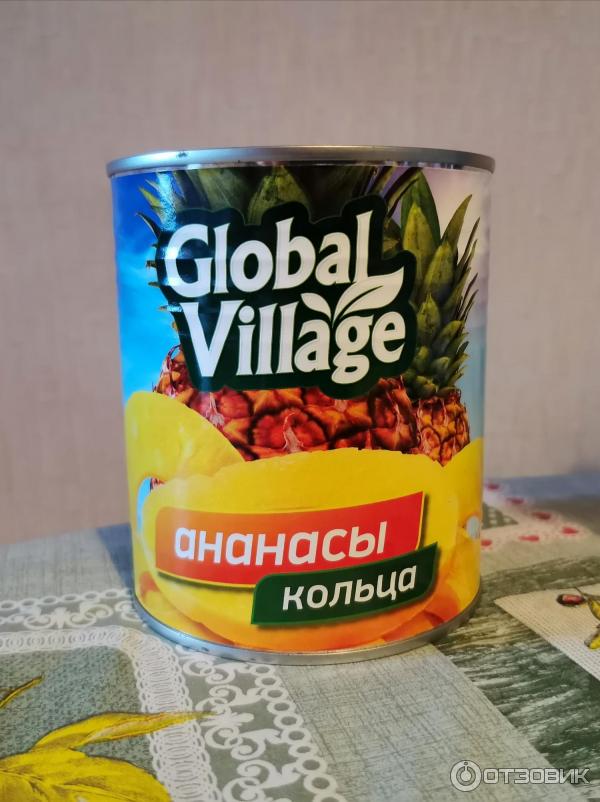 Global
Village
ананасы
кольца
ОТЗОВИК